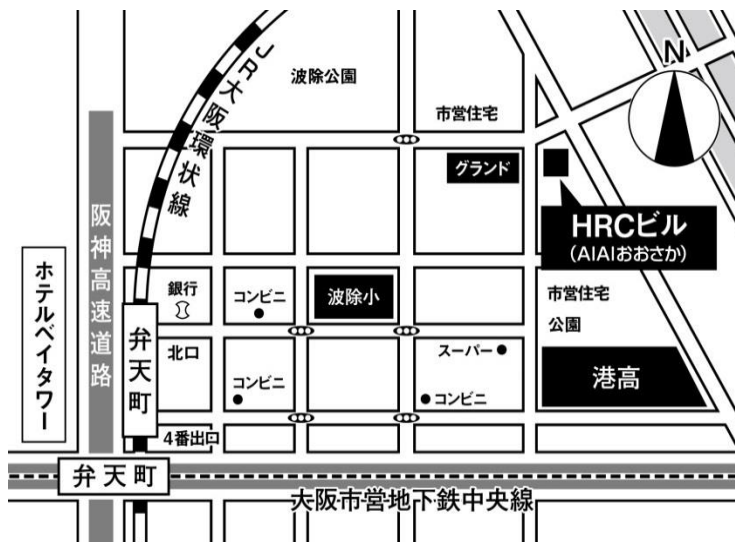 N
JR大阪環状線
波除公園
市営住宅
グランド
HRCビル
(AIAIおおさか)
阪神高速道路
ホテルベイタワー
銀行
コンビニ
波除小
市営住宅
公園
弁天町
北口
スーパー
港高
コンビニ
コンビニ
4番出口
弁天町
大阪市営地下鉄中央線